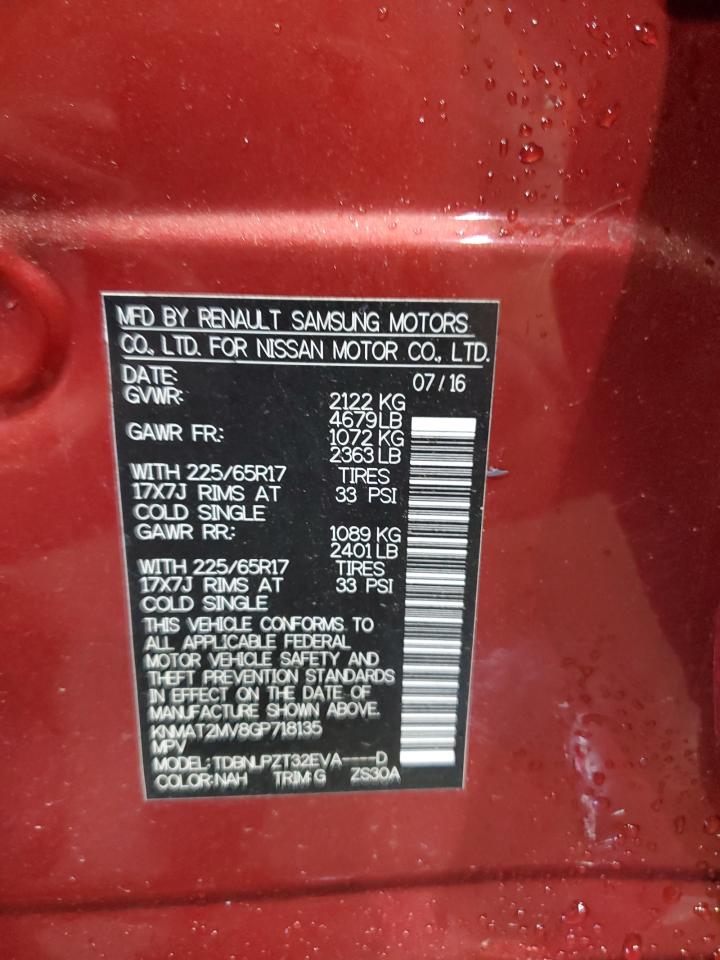 MFD BY RENAULT SAMSUNG MOTORS
CO., LTD. FOR NISSAN MOTOR CO., LTD.
DATE: 07/16
GVWR: 2122 KG
4679 LB
GAWR FR.: 1072 KG
2363 LB
WITH 225/65R17 TIRES
17X7J RIMS AT 33 PSI
COLD SINGLE
GAWR RR.: 1089 KG
2401 LB
WITH 225/65R17 TIRES
17X7J RIMS AT 33 PSI
COLD SINGLE
THIS VEHICLE CONFORMS TO
ALL APPLICABLE FEDERAL
MOTOR VEHICLE SAFETY AND
THEFT PREVENTION STANDARDS
IN EFFECT ON THE DATE OF
MANUFACTURE SHOWN ABOVE.
KNMAT2MV8GP718135
MPV
MODEL: TDBNLPZT32EVA----D
COLOR: NAH TRIM: G ZS30A